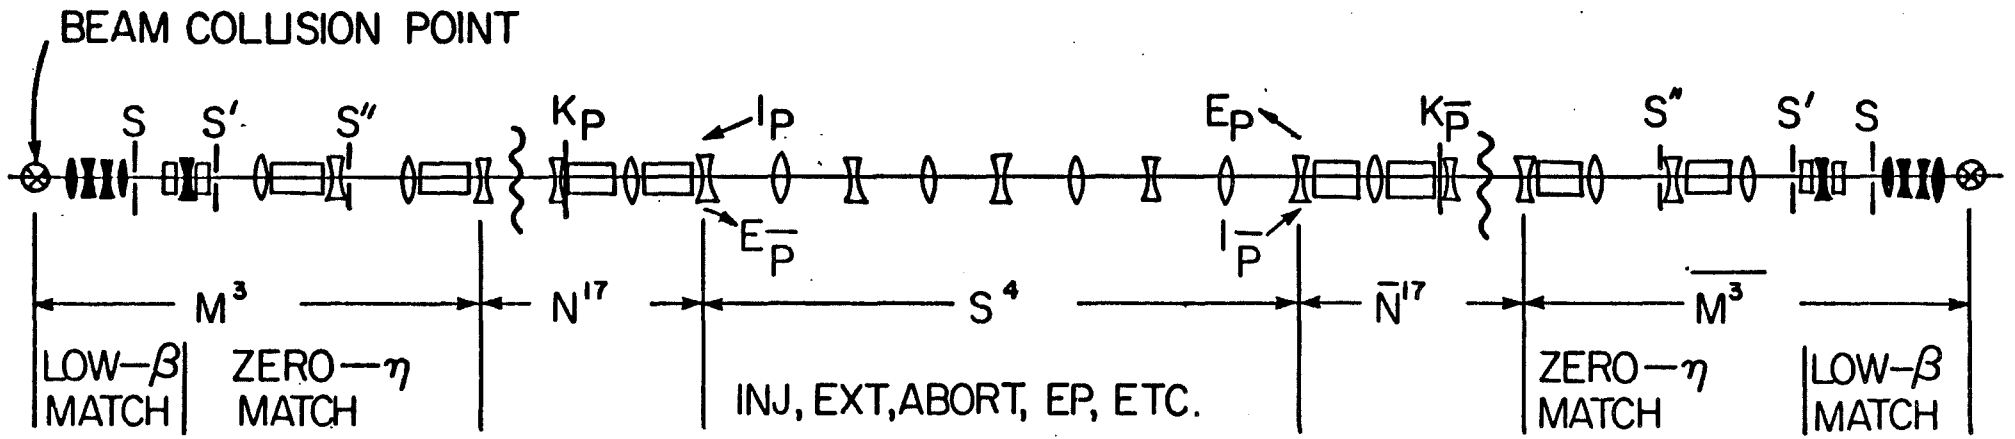 BEAM COLLISION POINT
S S′ S″ K_P I_P E_P K_P̅ S″ S′ S
E_P̅ I_P̅
M³ N¹⁷ S⁴ N̅¹⁷ M̅³̅
LOW—β ZERO—η ZERO—η LOW—β
MATCH MATCH INJ, EXT, ABORT, EP, ETC. MATCH MATCH